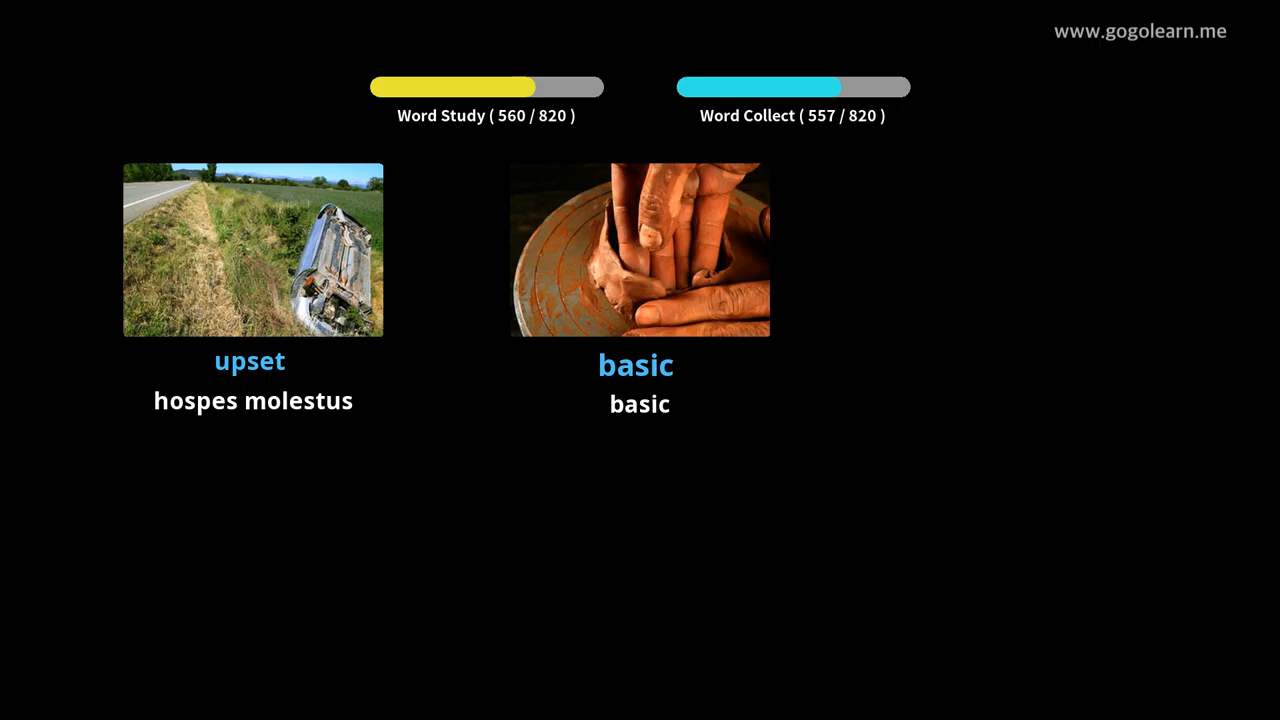 www.gogolearn.me
Word Study ( 560 / 820 )
Word Collect ( 557 / 820 )
upset
hospes molestus
basic
basic